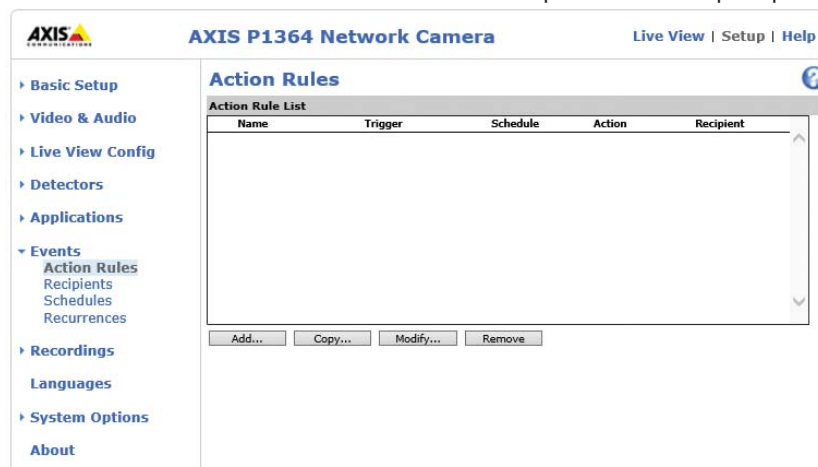 AXIS
COMMUNICATIONS
AXIS P1364 Network Camera
Live View | Setup | Help
Basic Setup
Video & Audio
Live View Config
Detectors
Applications
Events
Action Rules
Recipients
Schedules
Recurrences
Recordings
Languages
System Options
About
Action Rules
?
Action Rule List
Name Trigger Schedule Action Recipient
Add... Copy... Modify... Remove